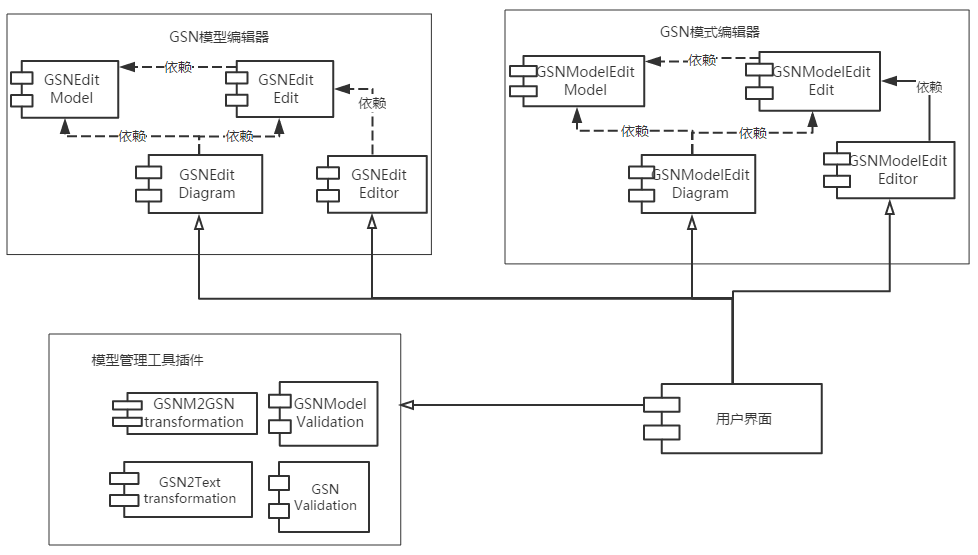 GSN模型编辑器
GSNEdit
Model
依赖
GSNEdit
Edit
依赖
依赖
依赖
GSNEdit
Diagram
GSNEdit
Editor
GSN模式编辑器
GSNModelEdit
Model
依赖
GSNModelEdit
Edit
依赖
依赖
依赖
GSNModelEdit
Diagram
GSNModelEdit
Editor
模型管理工具插件
GSNM2GSN
transformation
GSNModel
Validation
GSN2Text
transformation
GSN
Validation
用户界面